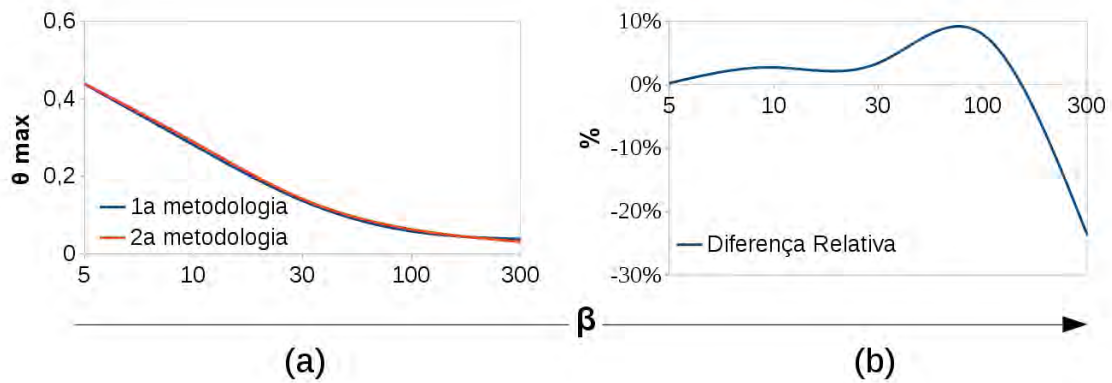 0,6
0,4
0,2
0
θ max
1a metodologia
2a metodologia
5 10 30 100 300
10%
0%
-10%
-20%
-30%
%
5 10 30 100 300
Diferença Relativa
β
(a) (b)